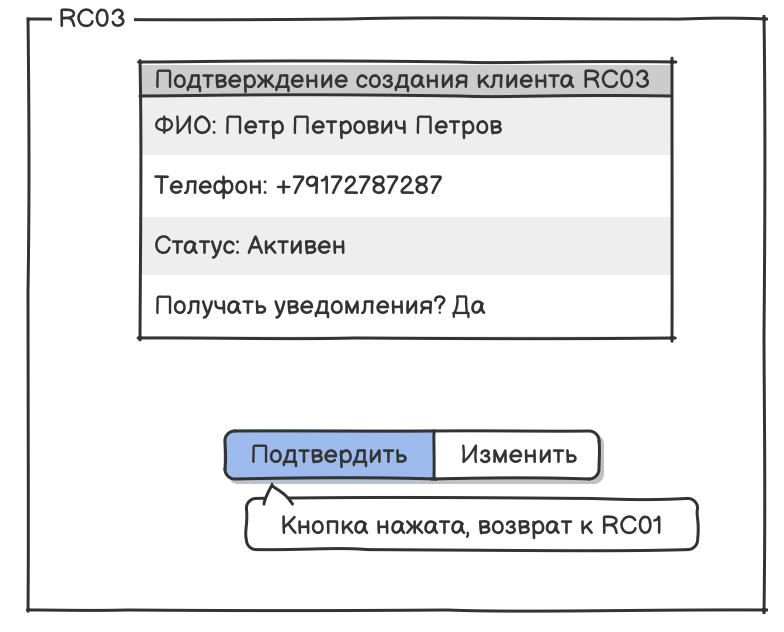 RC03
Подтверждение создания клиента RC03
ФИО: Петр Петрович Петров
Телефон: +79172787287
Статус: Активен
Получать уведомления? Да
Подтвердить Изменить
Кнопка нажата, возврат к RC01